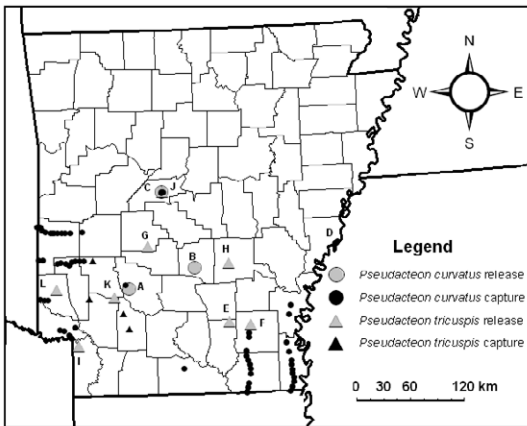 N
W E
S
C J
D
G
B
H
L
K
A
E
F
I
Legend
Pseudacteon curvatus release
Pseudacteon curvatus capture
Pseudacteon tricuspis release
Pseudacteon tricuspis capture
0 30 60 120 km